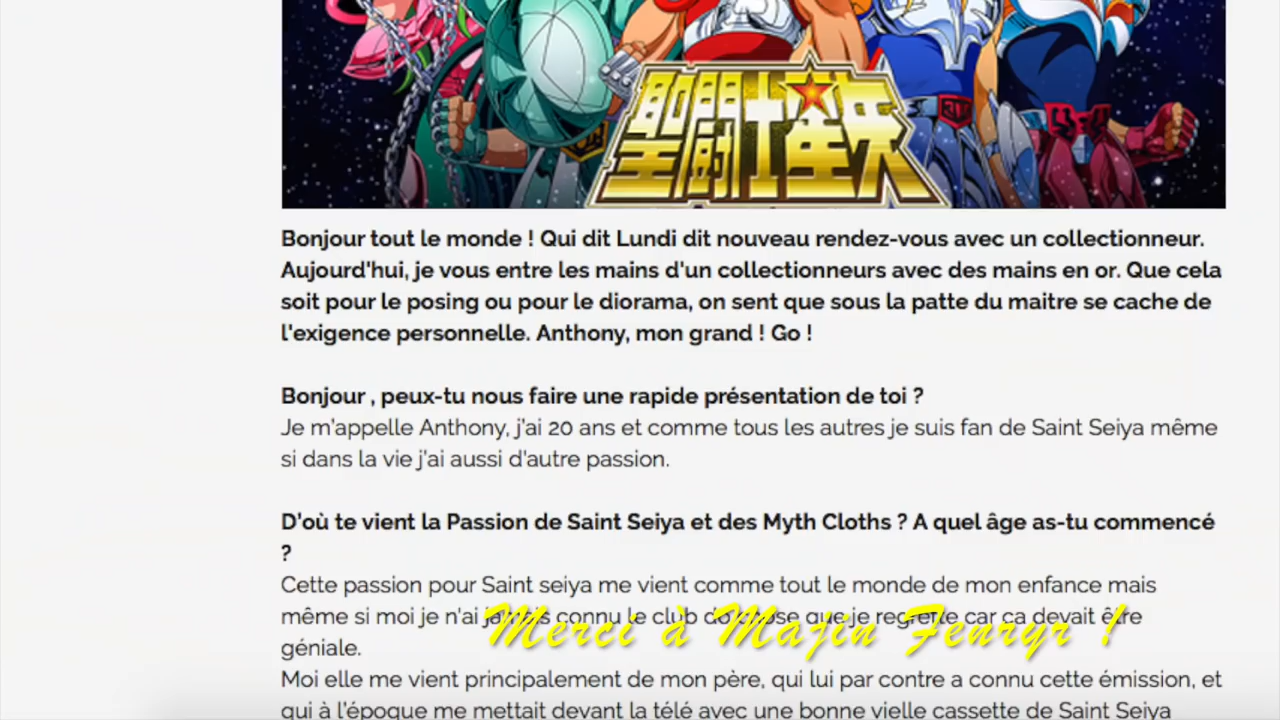 聖闘士星矢
Bonjour tout le monde ! Qui dit Lundi dit nouveau rendez-vous avec un collectionneur.
Aujourd'hui, je vous entre les mains d'un collectionneurs avec des mains en or. Que cela
soit pour le posing ou pour le diorama, on sent que sous la patte du maitre se cache de
l'exigence personnelle. Anthony, mon grand ! Go !
Bonjour , peux-tu nous faire une rapide présentation de toi ?
Je m'appelle Anthony, j'ai 20 ans et comme tous les autres je suis fan de Saint Seiya même
si dans la vie j'ai aussi d'autre passion.
D'où te vient la Passion de Saint Seiya et des Myth Cloths ? A quel âge as-tu commencé
?
Cette passion pour Saint seiya me vient comme tout le monde de mon enfance mais
même si moi je n'ai jamais connu le club dorothée que je regrette car ca devait être
Merci à Majin Fenryr !
géniale.
Moi elle me vient principalement de mon père, qui lui par contre a connu cette émission, et
qui à l'époque me mettait devant la télé avec une bonne vielle cassette de Saint Seiya